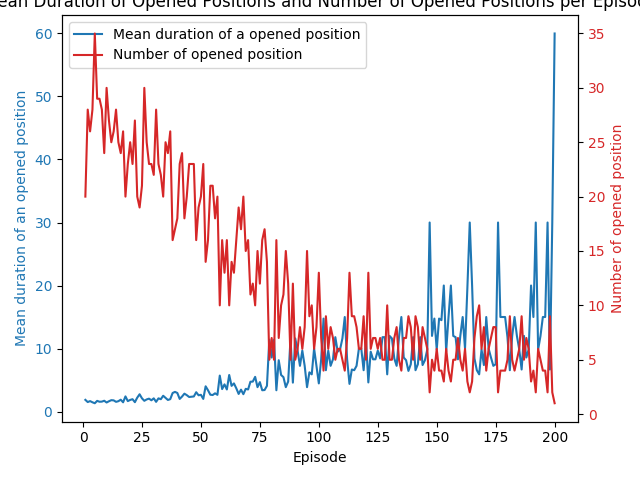 ean Duration of Opened Positions and Number of Opened Positions per Episo
Mean duration of a opened position
Number of opened position
Mean duration of an opened position
60
50
40
30
20
10
0
35
30
25
20
15
10
5
0
Number of opened position
0 25 50 75 100 125 150 175 200
Episode